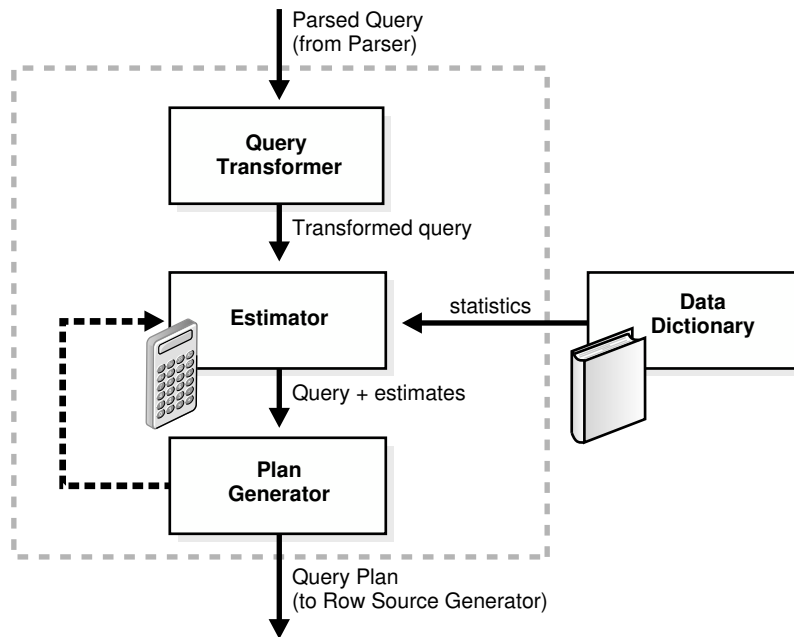 Parsed Query
(from Parser)
Query
Transformer
Transformed query
Estimator
statistics
Data
Dictionary
Query + estimates
Plan
Generator
Query Plan
(to Row Source Generator)